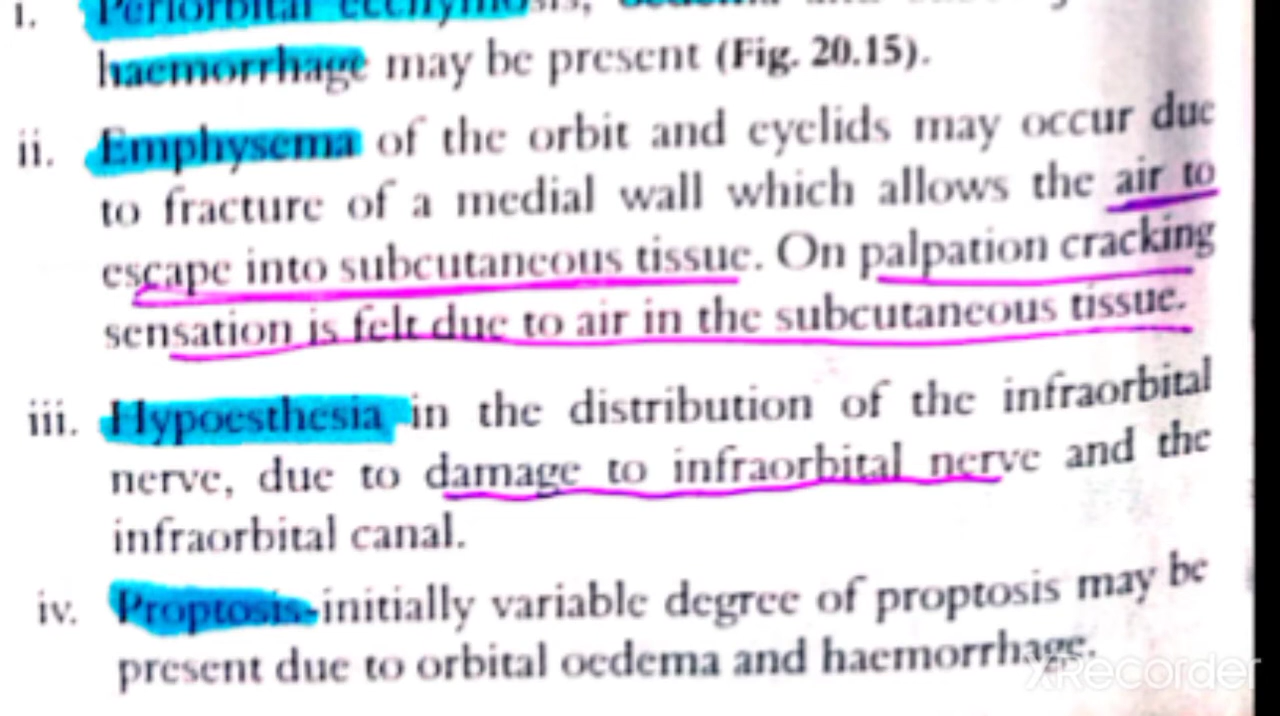 i. Periorbital ecchymosis, oedema and
haemorrhage may be present (Fig. 20.15).
ii. Emphysema of the orbit and eyelids may occur due
to fracture of a medial wall which allows the air to
escape into subcutaneous tissue. On palpation cracking
sensation is felt due to air in the subcutaneous tissue.
iii. Hypoesthesia in the distribution of the infraorbital
nerve, due to damage to infraorbital nerve and the
infraorbital canal.
iv. Proptosis-initially variable degree of proptosis may be
present due to orbital oedema and haemorrhage.
XRecorder